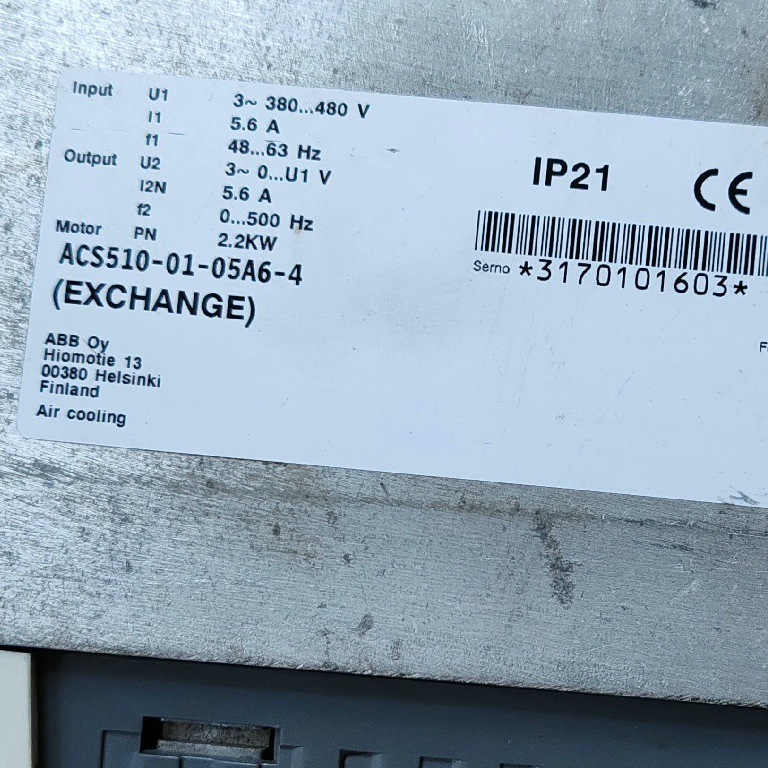 Input U1 3~ 380...480 V
I1 5.6 A
f1 48...63 Hz
Output U2 3~ 0...U1 V
I2N 5.6 A
f2 0...500 Hz
Motor PN 2.2KW
ACS510-01-05A6-4
(EXCHANGE)
ABB Oy
Hiomotie 13
00380 Helsinki
Finland
Air cooling
IP21 CE
Serno *3170101603*